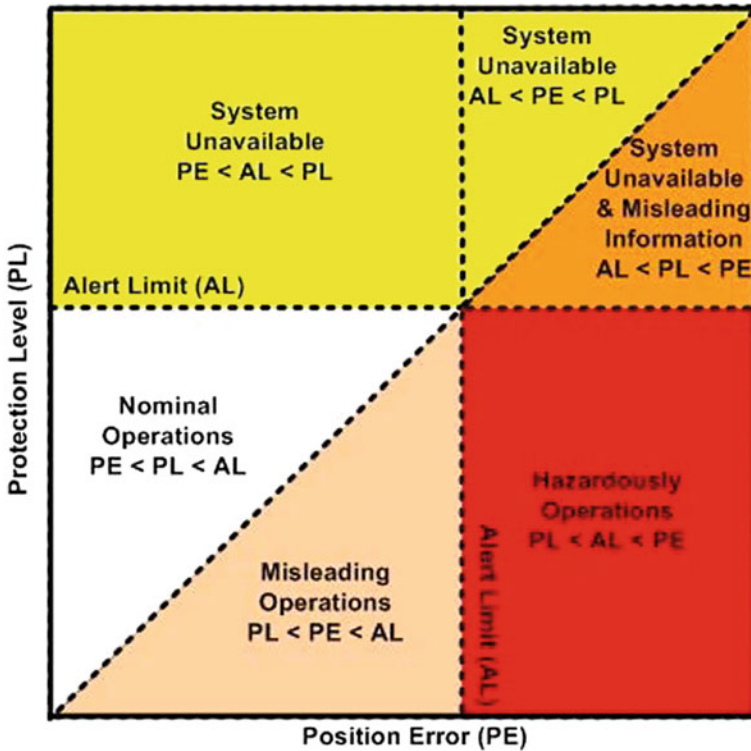 System
Unavailable
AL < PE < PL
System
Unavailable
PE < AL < PL
System
Unavailable
& Misleading
Information
AL < PL < PE
Alert Limit (AL)
Protection Level (PL)
Nominal
Operations
PE < PL < AL
Hazardously
Operations
PL < AL < PE
Misleading
Operations
PL < PE < AL
Alert Limit (AL)
Position Error (PE)